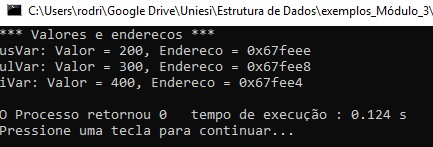 C:\Users\rodri\Google Drive\Uniesi\Estrutura de Dados\exemplos_Módulo_3\
*** Valores e enderecos ***
usVar: Valor = 200, Endereco = 0x67feee
ulVar: Valor = 300, Endereco = 0x67fee8
iVar: Valor = 400, Endereco = 0x67fee4
O Processo retornou 0   tempo de execução : 0.124 s
Pressione uma tecla para continuar...